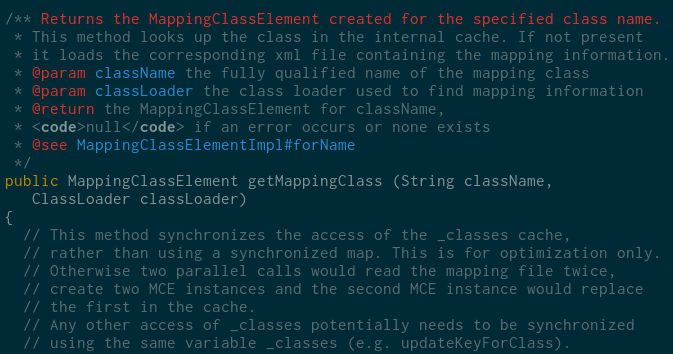 /** Returns the MappingClassElement created for the specified class name.
 * This method looks up the class in the internal cache. If not present
 * it loads the corresponding xml file containing the mapping information.
 * @param className the fully qualified name of the mapping class
 * @param classLoader the class loader used to find mapping information
 * @return the MappingClassElement for className,
 * <code>null</code> if an error occurs or none exists
 * @see MappingClassElementImpl#forName
 */
public MappingClassElement getMappingClass (String className,
   ClassLoader classLoader)
{
  // This method synchronizes the access of the _classes cache,
  // rather than using a synchronized map. This is for optimization only.
  // Otherwise two parallel calls would read the mapping file twice,
  // create two MCE instances and the second MCE instance would replace
  // the first in the cache.
  // Any other access of _classes potentially needs to be synchronized
  // using the same variable _classes (e.g. updateKeyForClass).